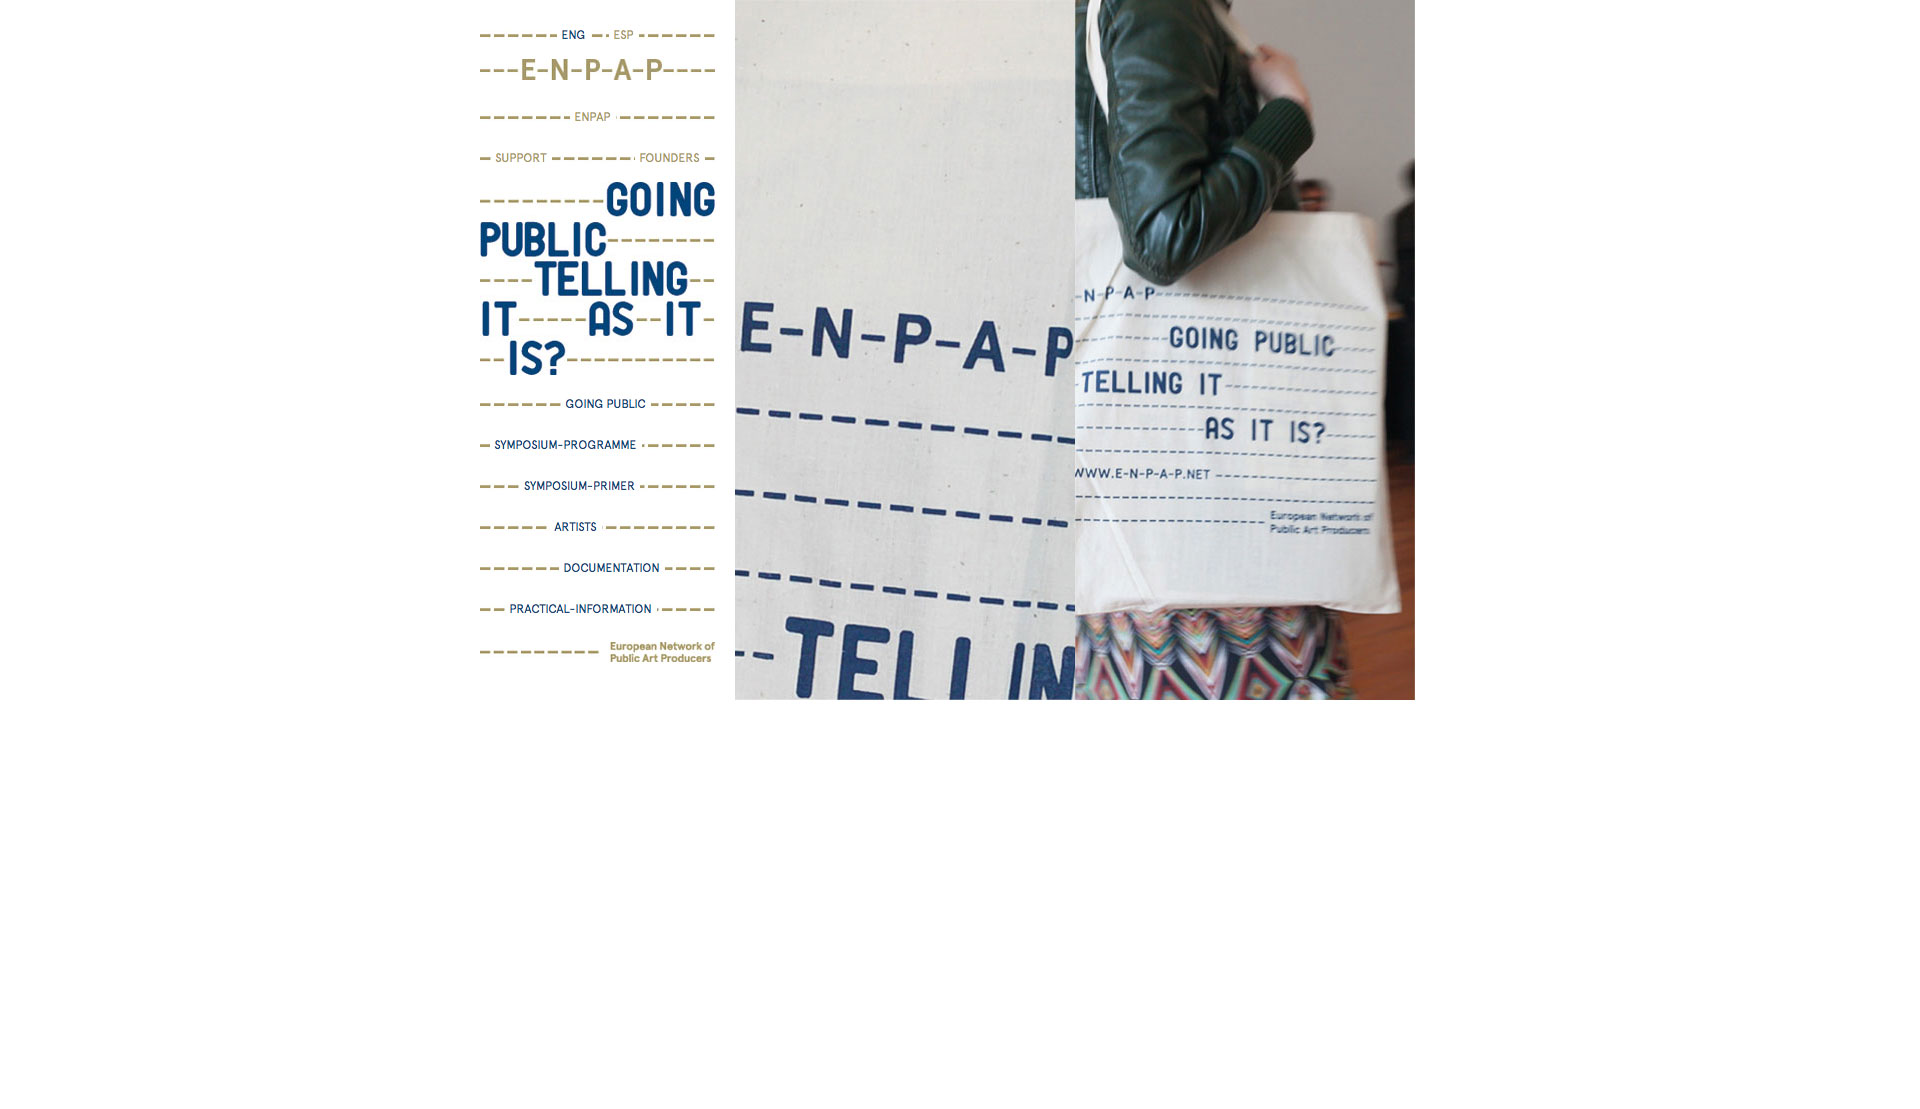 ENG ESP
E-N-P-A-P
ENPAP
SUPPORT FOUNDERS
GOING
PUBLIC
TELLING
IT AS IT
IS?
GOING PUBLIC
SYMPOSIUM-PROGRAMME
SYMPOSIUM-PRIMER
ARTISTS
DOCUMENTATION
PRACTICAL-INFORMATION
European Network of
Public Art Producers
E-N-P-A-P
TELLIN
-N-P-A-P
GOING PUBLIC
TELLING IT
AS IT IS?
WWW.E-N-P-A-P.NET
European Network of
Public Art Producers